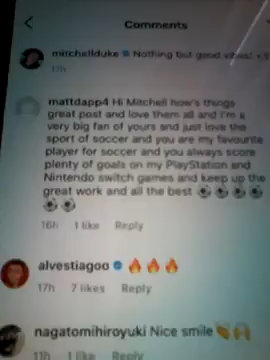 Comments
mitchellduke Nothing but good vibes!
17h
mattdapp4 Hi Mitchell how's things
great post and love them all and I'm a
very big fan of yours and just love the
sport of soccer and you are my favourite
player for soccer and you always score
plenty of goals on my PlayStation and
Nintendo switch games and keep up the
great work and all the best ⚽⚽⚽⚽
⚽⚽
16h 1 like Reply
alvestiagoo 🔥🔥🔥
17h 7 likes Reply
nagatomihiroyuki Nice smile
11h 1 like Reply